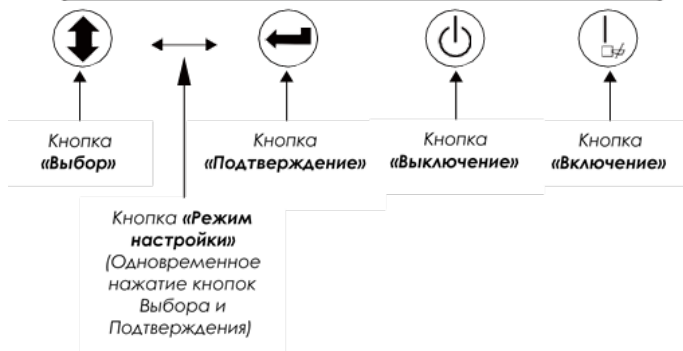 Кнопка
«Выбор»
Кнопка
«Подтверждение»
Кнопка
«Выключение»
Кнопка
«Включение»
Кнопка «Режим
настройки»
(Одновременное
нажатие кнопок
Выбора и
Подтверждения)